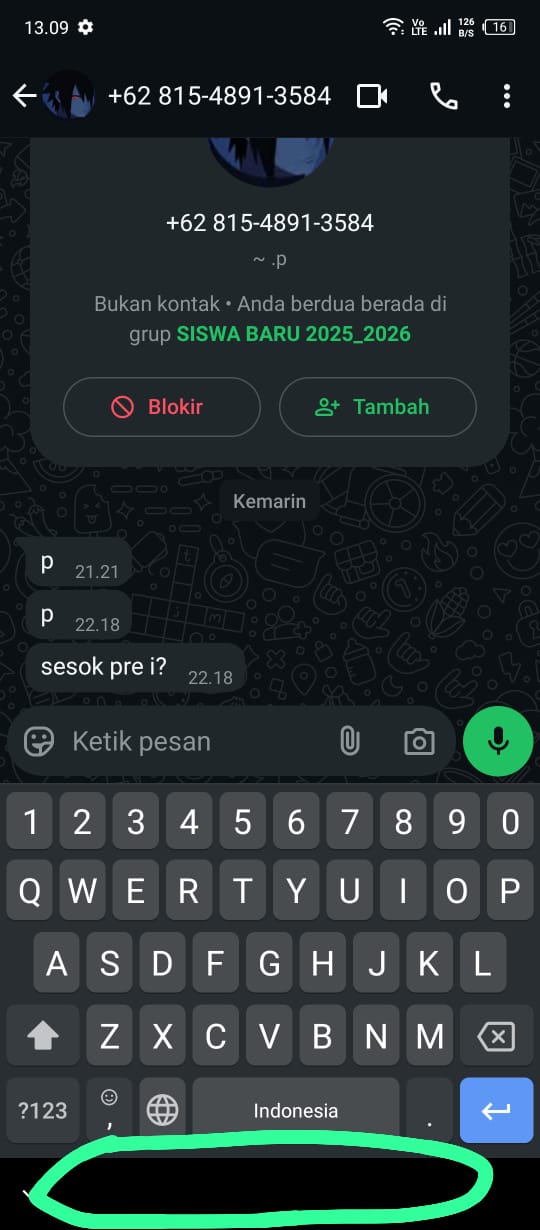 13.09
Vo LTE 126 B/S 16
+62 815-4891-3584
+62 815-4891-3584
~ .p
Bukan kontak • Anda berdua berada di
grup SISWA BARU 2025_2026
Blokir Tambah
Kemarin
p 21.21
p 22.18
sesok pre i? 22.18
Ketik pesan
1 2 3 4 5 6 7 8 9 0
Q W E R T Y U I O P
A S D F G H J K L
Z X C V B N M
?123 , Indonesia .